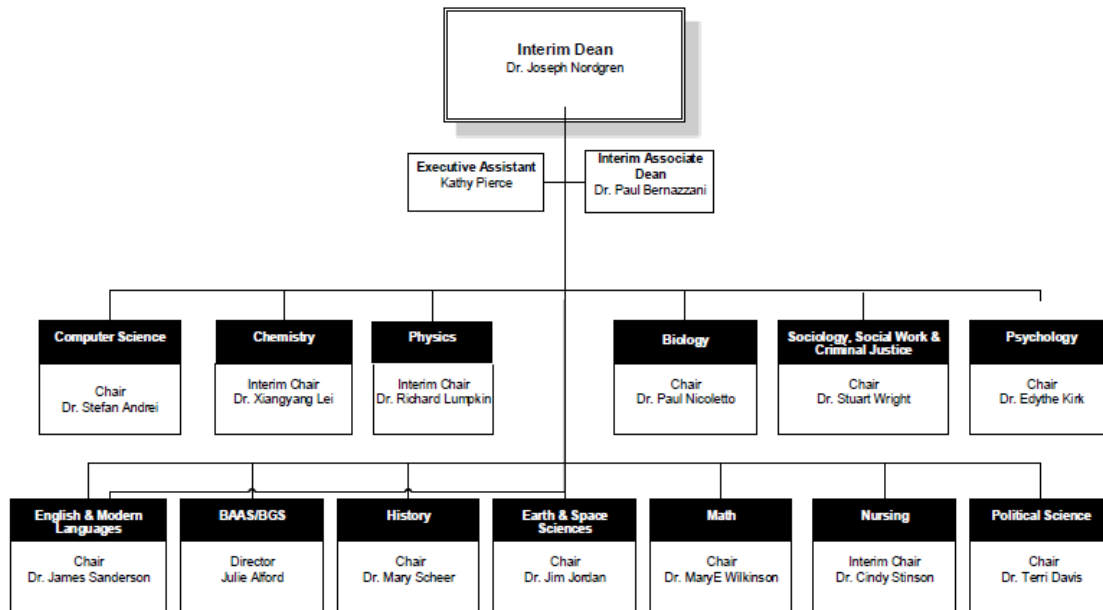 Interim Dean
Dr. Joseph Nordgren
Executive Assistant
Kathy Pierce
Interim Associate
Dean
Dr. Paul Bernazzani
Computer Science
Chair
Dr. Stefan Andrei
Chemistry
Interim Chair
Dr. Xiangyang Lei
Physics
Interim Chair
Dr. Richard Lumpkin
Biology
Chair
Dr. Paul Nicoletto
Sociology, Social Work &
Criminal Justice
Chair
Dr. Stuart Wright
Psychology
Chair
Dr. Edythe Kirk
English & Modern
Languages
Chair
Dr. James Sanderson
BAAS/BGS
Director
Julie Alford
History
Chair
Dr. Mary Scheer
Earth & Space
Sciences
Chair
Dr. Jim Jordan
Math
Chair
Dr. MaryE Wilkinson
Nursing
Interim Chair
Dr. Cindy Stinson
Political Science
Chair
Dr. Terri Davis